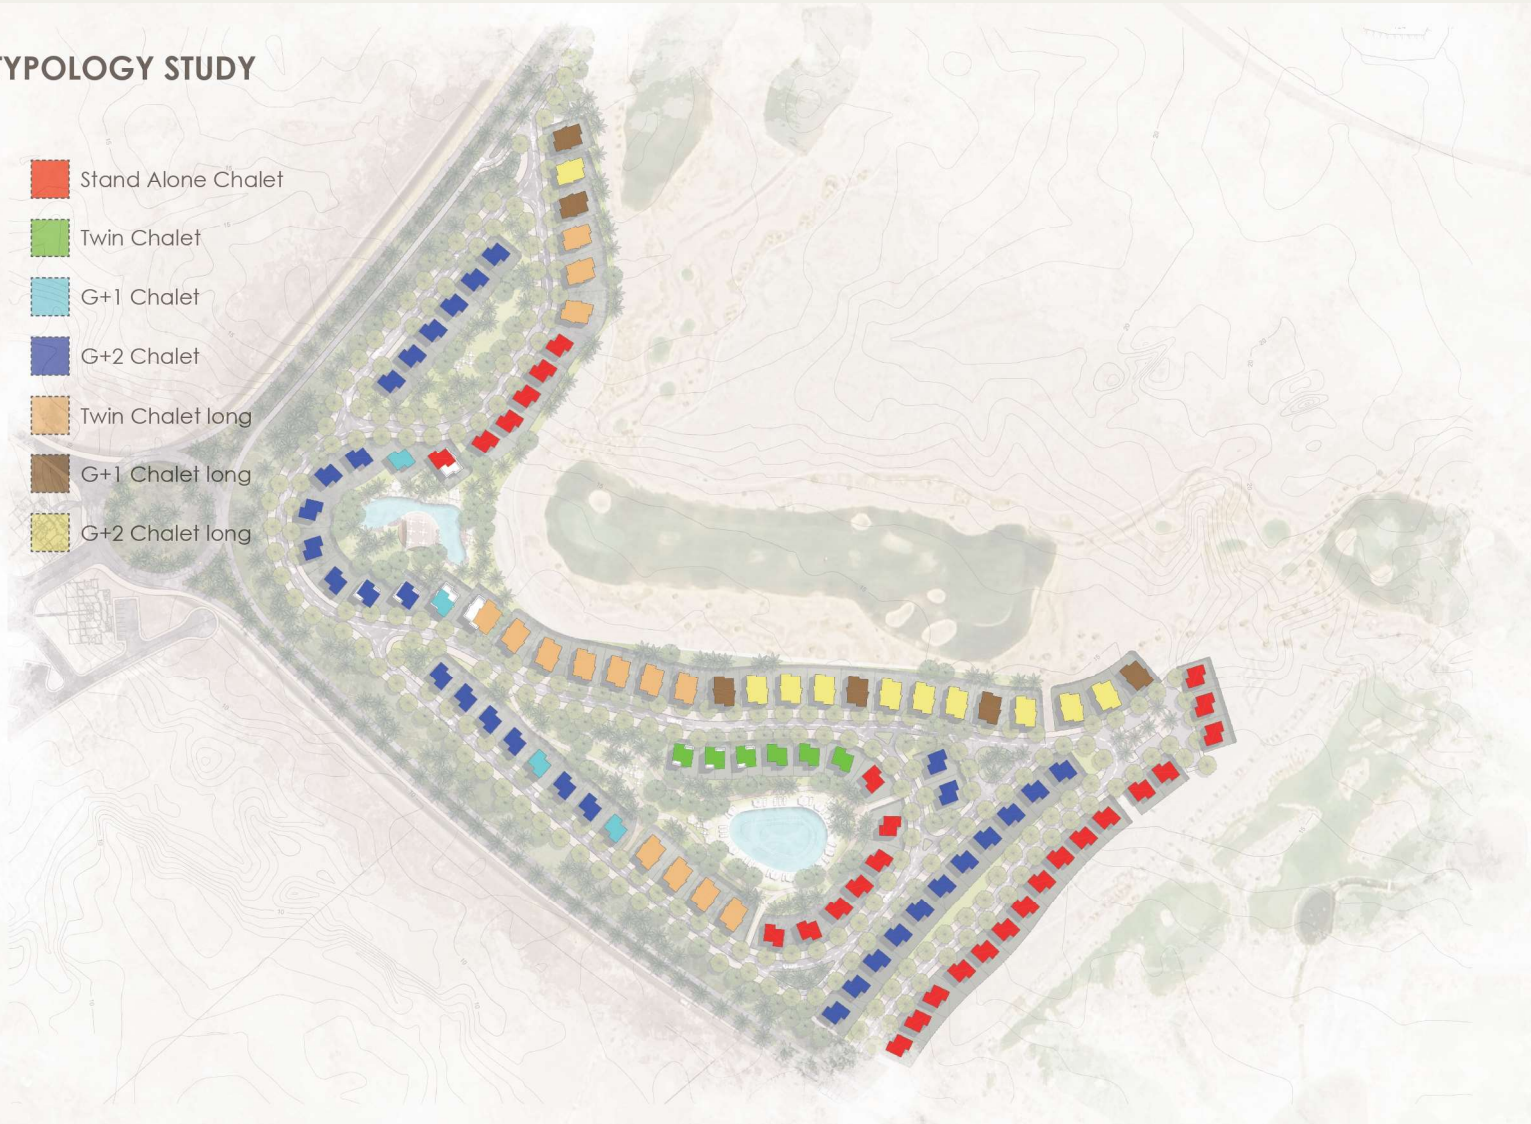 TYPOLOGY STUDY
Stand Alone Chalet
Twin Chalet
G+1 Chalet
G+2 Chalet
Twin Chalet long
G+1 Chalet long
G+2 Chalet long